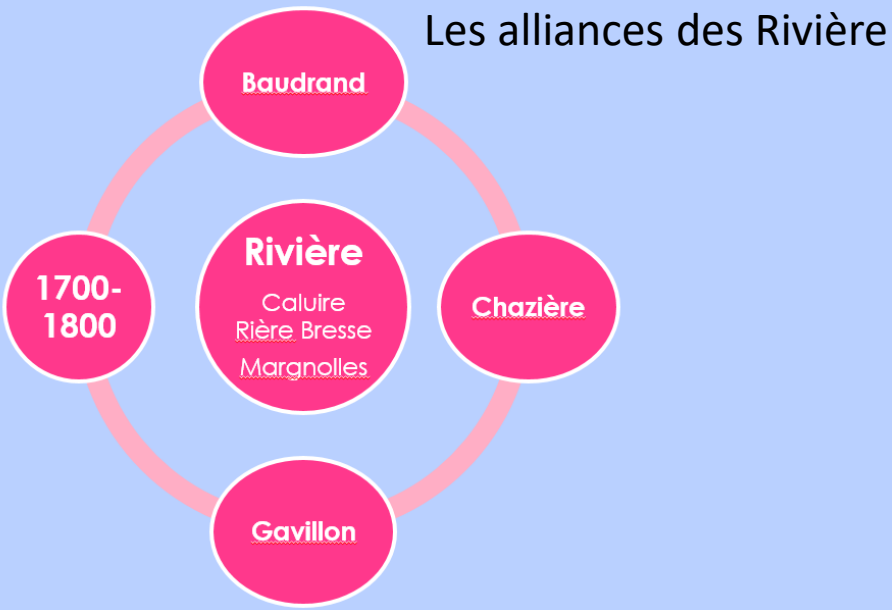 Les alliances des Rivière
Baudrand
Rivière
Caluire
Rière Bresse
Margnolles
1700-
1800
Chazière
Gavillon